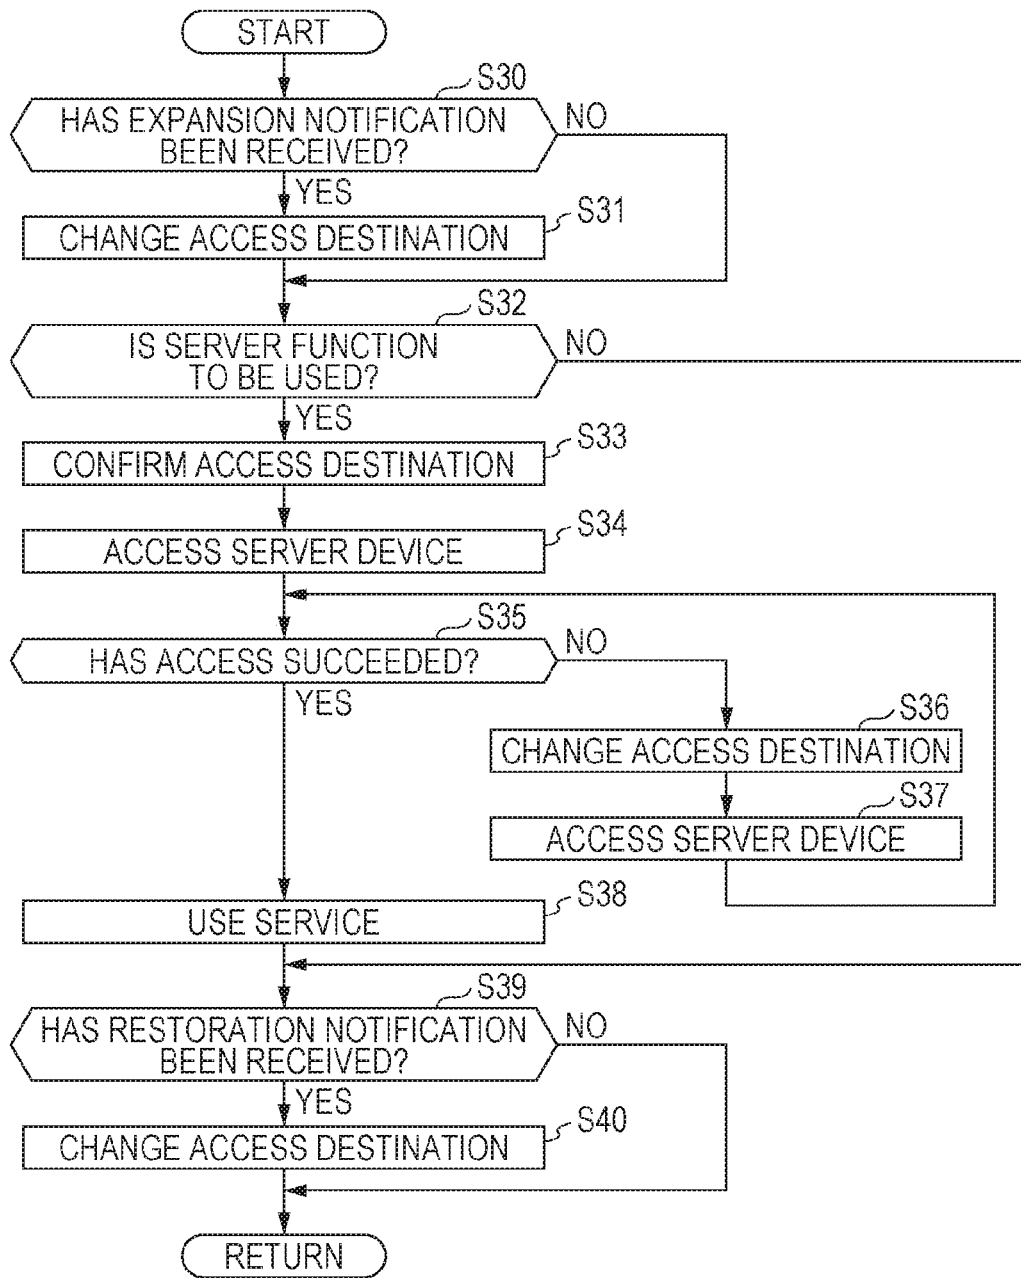 START
S30
HAS EXPANSION NOTIFICATION
BEEN RECEIVED?
NO
YES
S31
CHANGE ACCESS DESTINATION
S32
IS SERVER FUNCTION
TO BE USED?
NO
YES
S33
CONFIRM ACCESS DESTINATION
S34
ACCESS SERVER DEVICE
S35
HAS ACCESS SUCCEEDED?
NO
YES
S36
CHANGE ACCESS DESTINATION
S37
ACCESS SERVER DEVICE
S38
USE SERVICE
S39
HAS RESTORATION NOTIFICATION
BEEN RECEIVED?
NO
YES
S40
CHANGE ACCESS DESTINATION
RETURN